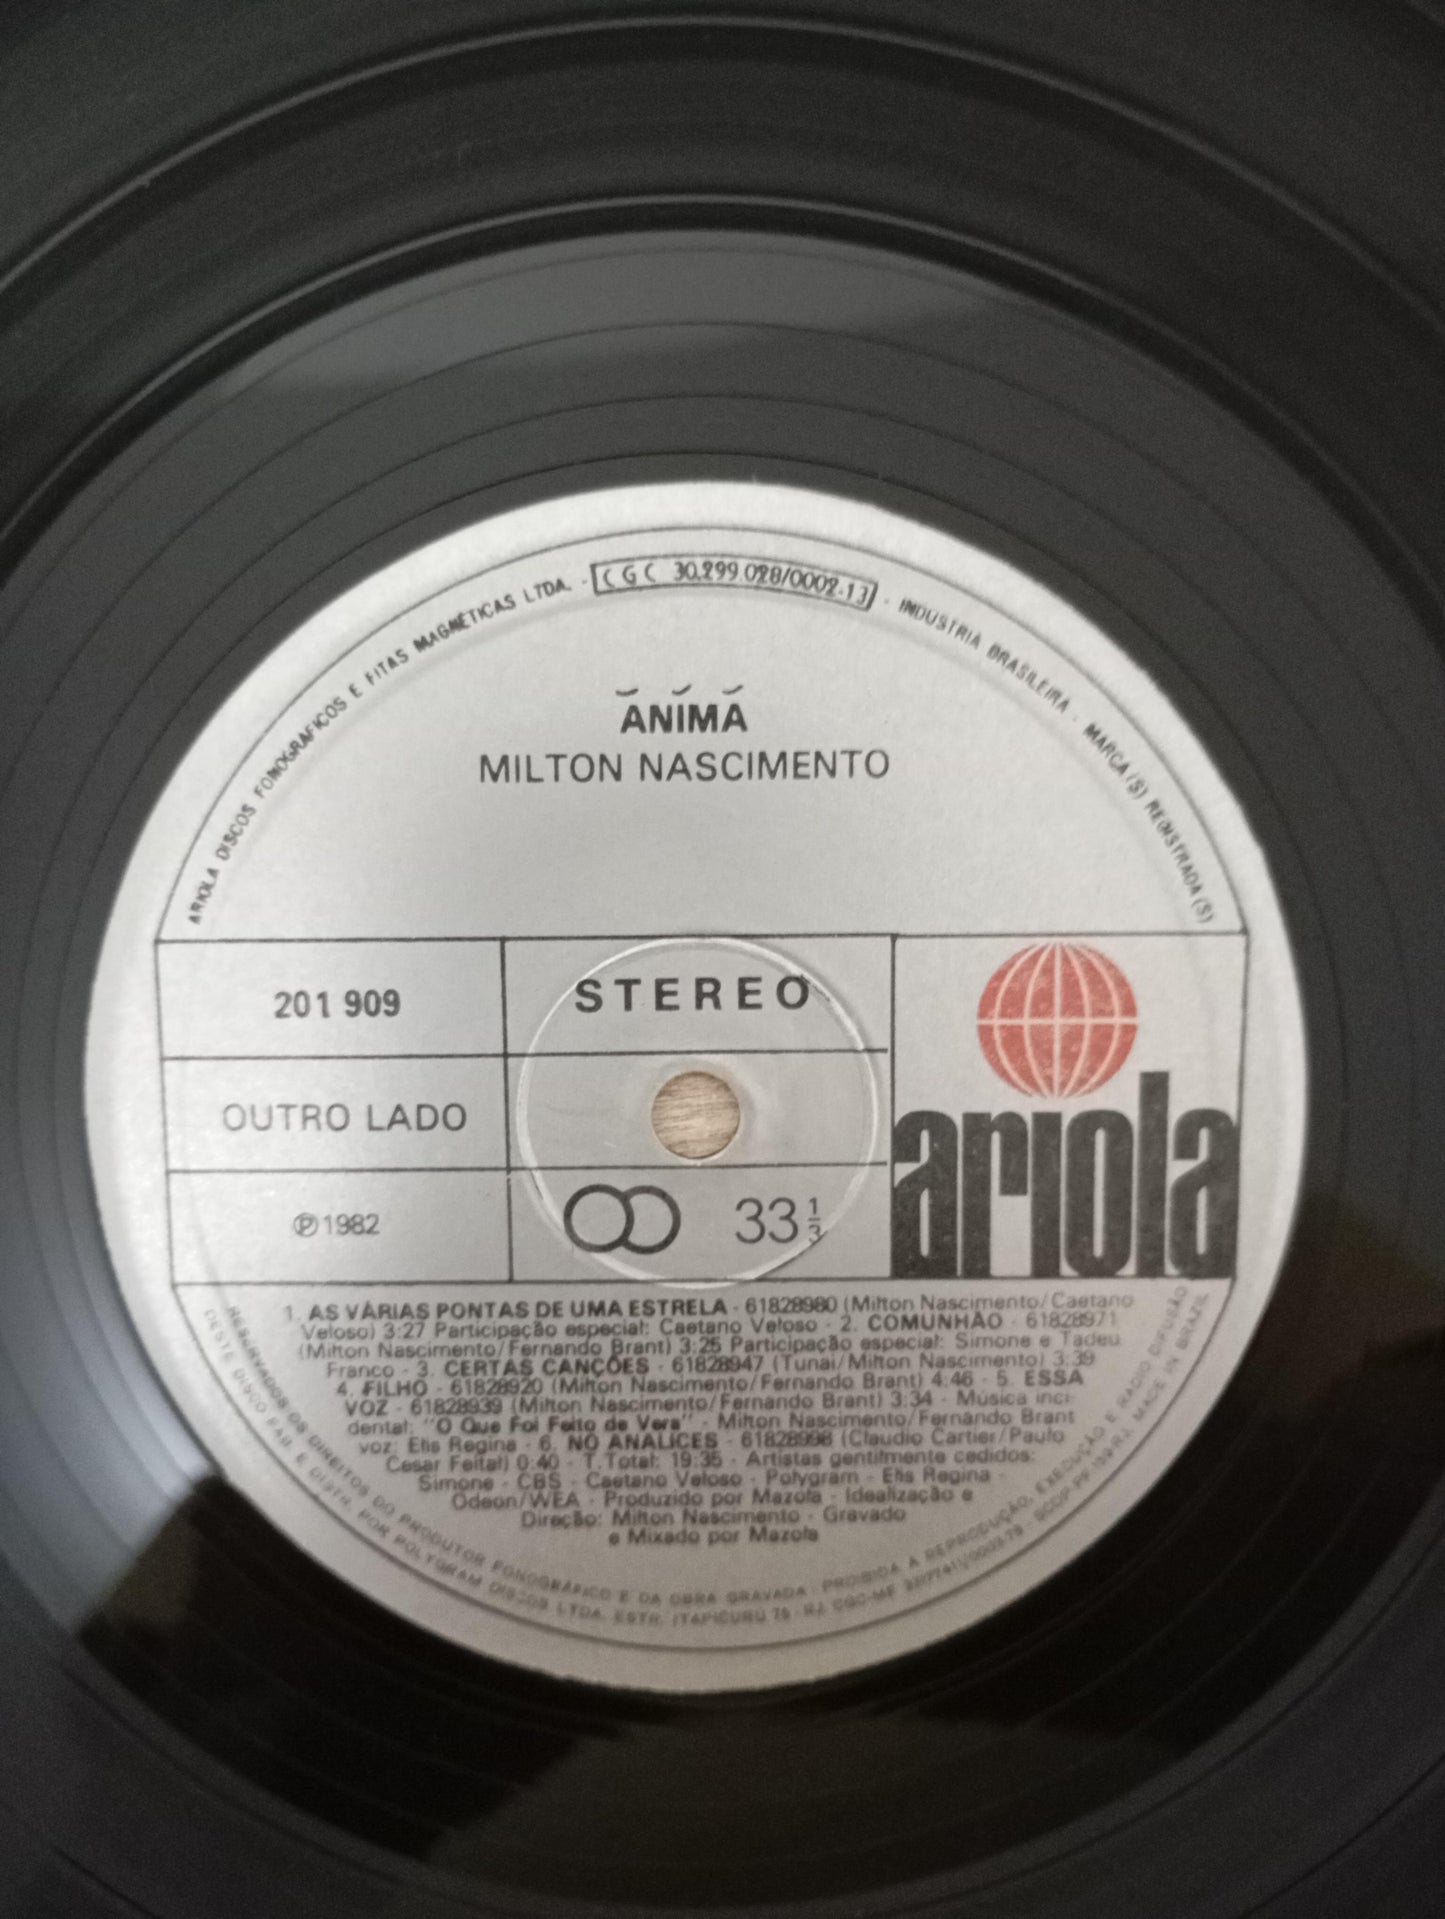 ARIOLA DISCOS FONOGRÁFICOS E FITAS MAGNÉTICAS LTDA. - CGC 30.299.028/0002-13 - INDÚSTRIA BRASILEIRA - MARCA(S) REGISTRADA(S)
ÃNĨMÃ
MILTON NASCIMENTO
201 909
STEREO
OUTRO LADO
ariola
℗1982
33 1/3
1. AS VÁRIAS PONTAS DE UMA ESTRELA - 61828980 (Milton Nascimento/Caetano
Veloso) 3:27 Participação especial: Caetano Veloso - 2. COMUNHÃO - 61828971
(Milton Nascimento/Fernando Brant) 3:25 Participação especial: Simone e Tadeu
Franco - 3. CERTAS CANÇÕES - 61828947 (Tunai/Milton Nascimento) 3:39
4. FILHO - 61828920 (Milton Nascimento/Fernando Brant) 4:46 - 5. ESSA
VOZ - 61828939 (Milton Nascimento/Fernando Brant) 3:34 - Música inci-
dental: "O Que Foi Feito de Vera" - Milton Nascimento/Fernando Brant
voz: Elis Regina - 6. NO ANALICES - 61828998 (Claudio Cartier/Paulo
Cesar Feital) 0:40 - T.Total: 19:35 - Artistas gentilmente cedidos:
Simone - CBS - Caetano Veloso - Polygram - Elis Regina -
Odeon/WEA - Produzido por Mazola - Idealização e
Direção: Milton Nascimento - Gravado
e Mixado por Mazola
RESERVADOS OS DIREITOS DO PRODUTOR FONOGRÁFICO E DA OBRA GRAVADA - PROIBIDA A REPRODUÇÃO, EXECUÇÃO E RADIO DIFUSÃO
DESTE DISCO FAB. E DISTR. POR POLYGRAM DISCOS LTDA. ESTR. ITAPICURU 75 - RJ. CGC-MF MADE IN BRAZIL